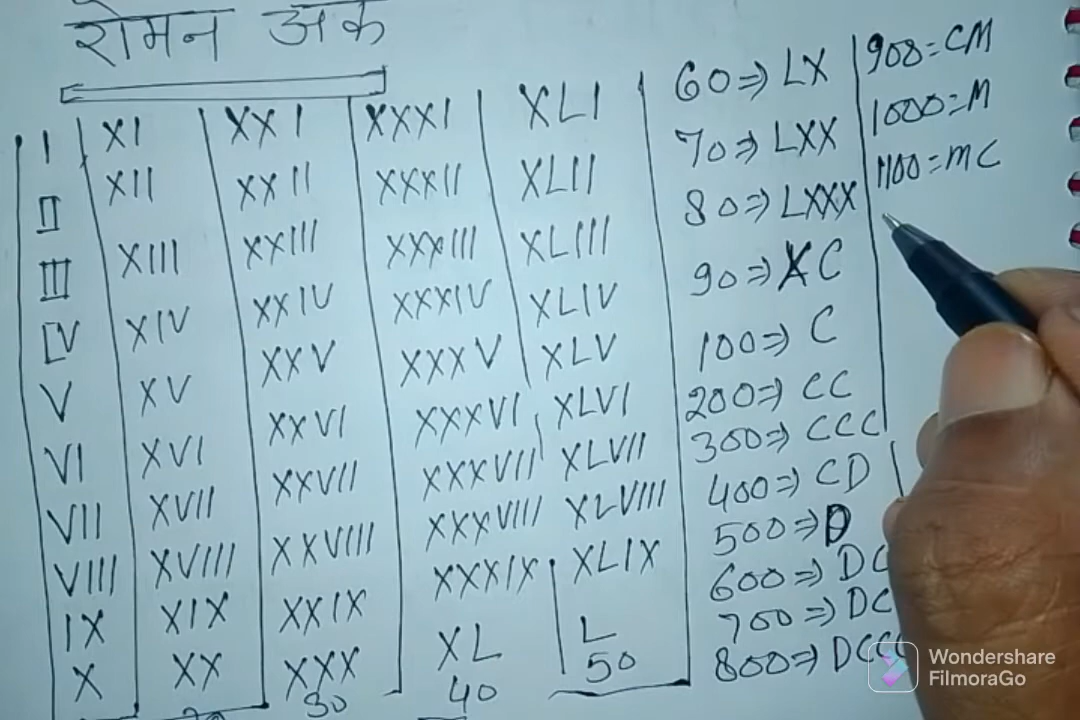 रोमन अंक
I
II
III
IV
V
VI
VII
VIII
IX
X
XI
XII
XIII
XIV
XV
XVI
XVII
XVIII
XIX
XX
XXI
XXII
XXIII
XXIV
XXV
XXVI
XXVII
XXVIII
XXIX
XXX
30
XXXI
XXXII
XXXIII
XXXIV
XXXV
XXXVI
XXXVII
XXXVIII
XXXIX
XL
40
XLI
XLII
XLIII
XLIV
XLV
XLVI
XLVII
XLVIII
XLIX
L
50
60 ⇒ LX
70 ⇒ LXX
80 ⇒ LXXX
90 ⇒ XC
100 ⇒ C
200 ⇒ CC
300 ⇒ CCC
400 ⇒ CD
500 ⇒ D
600 ⇒ DC
700 ⇒ DC
800 ⇒ DCC
900 = CM
1000 = M
1100 = MC
Wondershare
FilmoraGo